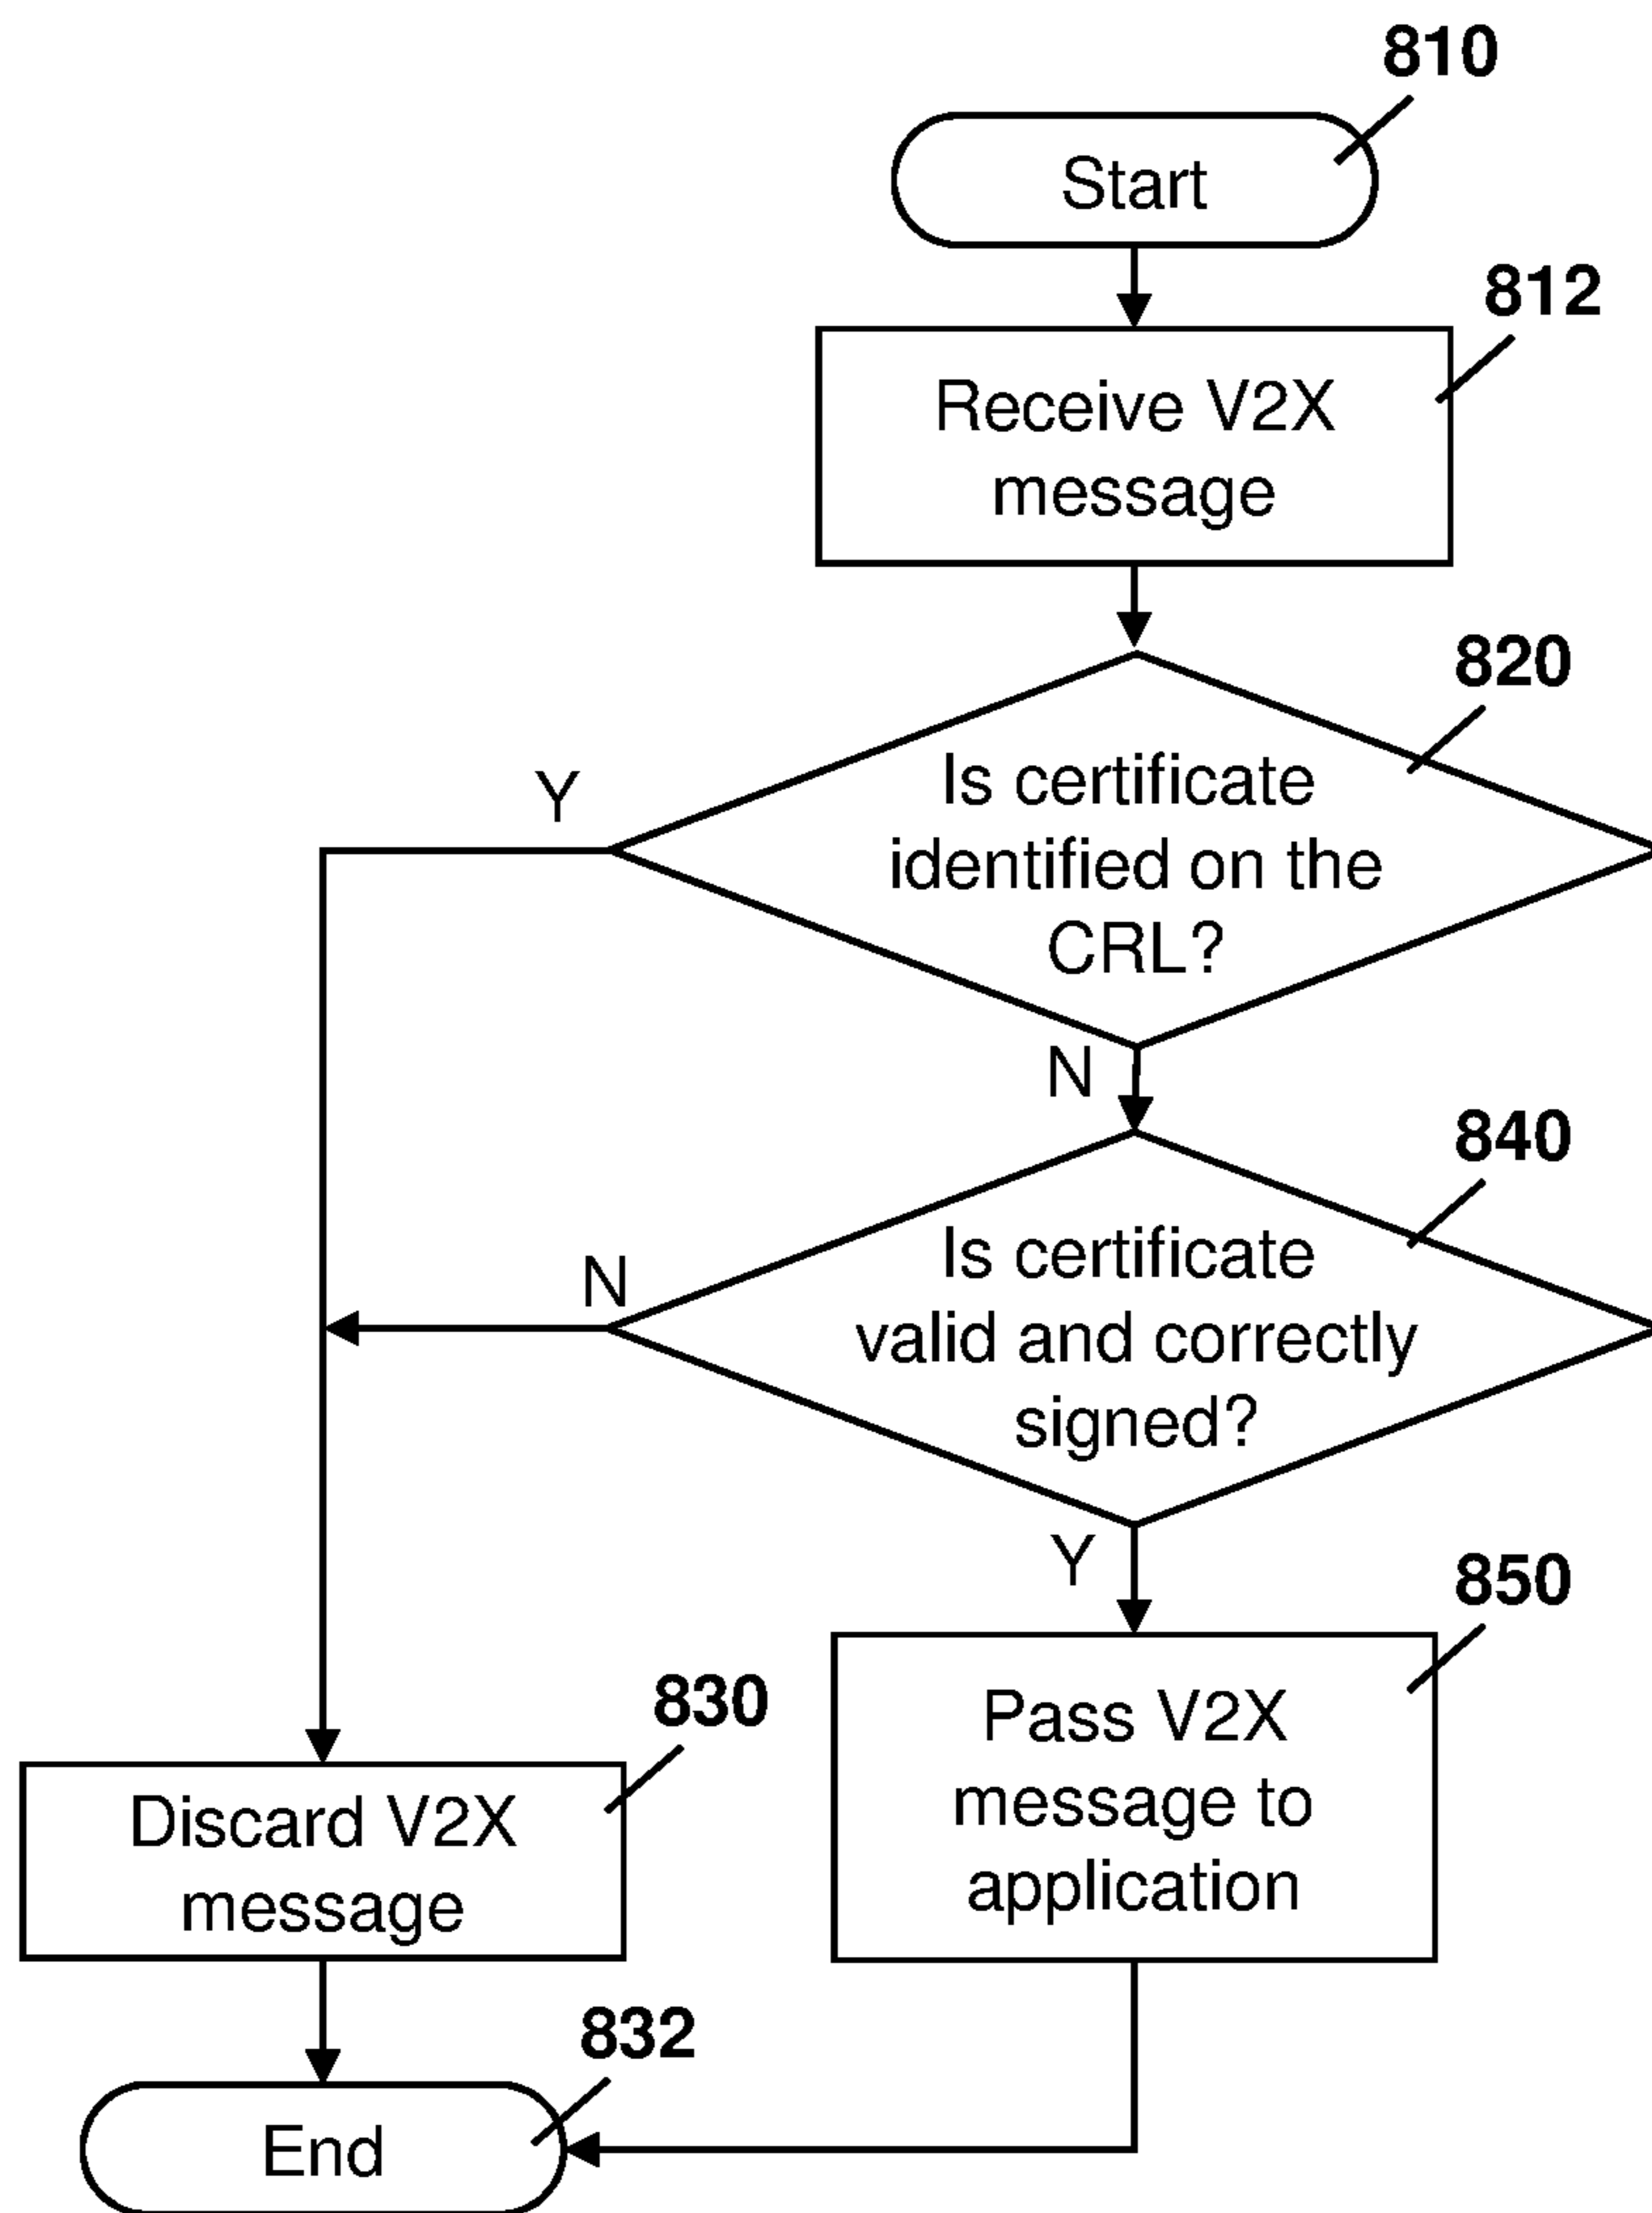 810
Start
812
Receive V2X
message
820
Y
Is certificate
identified on the
CRL?
N
840
N
Is certificate
valid and correctly
signed?
Y
850
830
Pass V2X
message to
application
Discard V2X
message
832
End